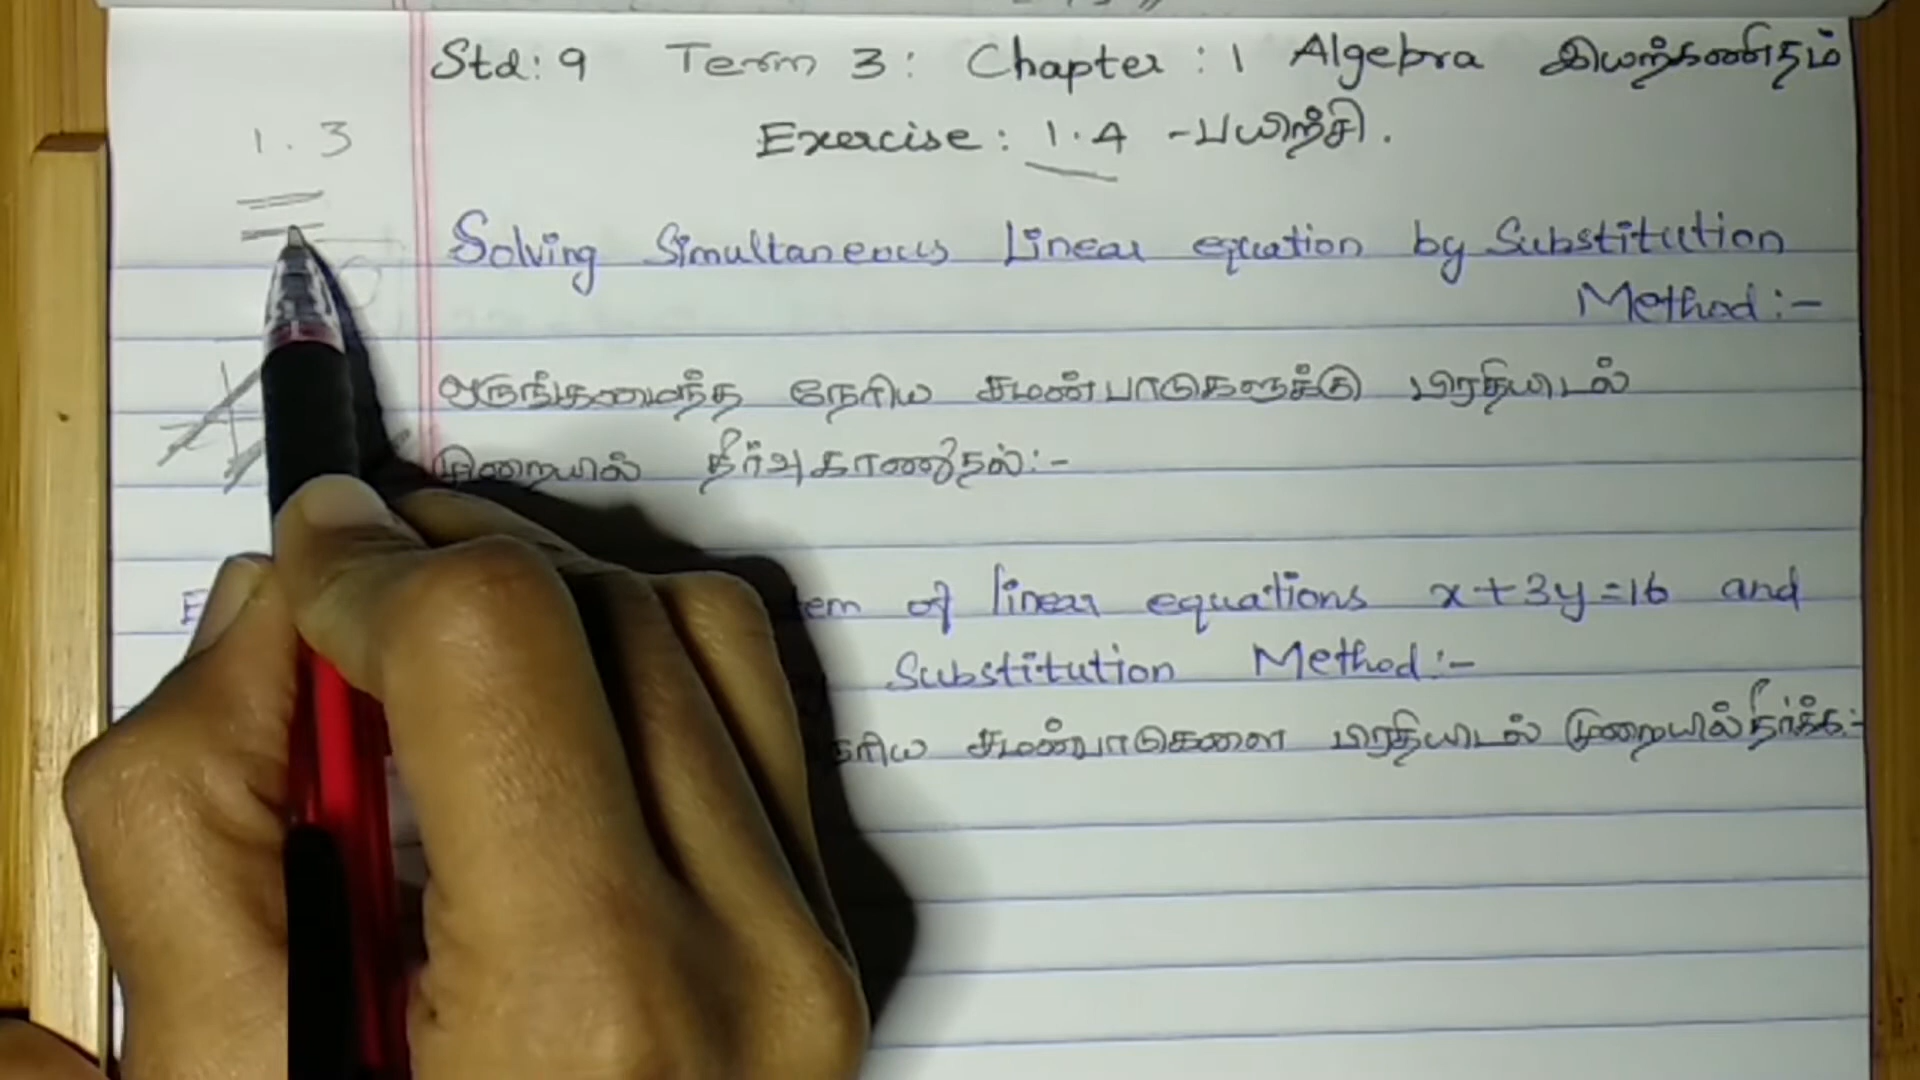 Std: 9 Term 3: Chapter: 1 Algebra இயற்கணிதம்
1.3
Exercise: 1.4 - பயிற்சி.
Solving Simultaneous Linear equation by Substitution
Method:-
ஒருங்கமைந்த நேரிய சமன்பாடுகளுக்கு பிரதியிடல்
முறையில் தீர்வு காணுதல்:-
of linear equations x+3y=16 and
Substitution Method:-
சமன்பாடுகளை பிரதியிடல் முறையில் தீர்க்க:-